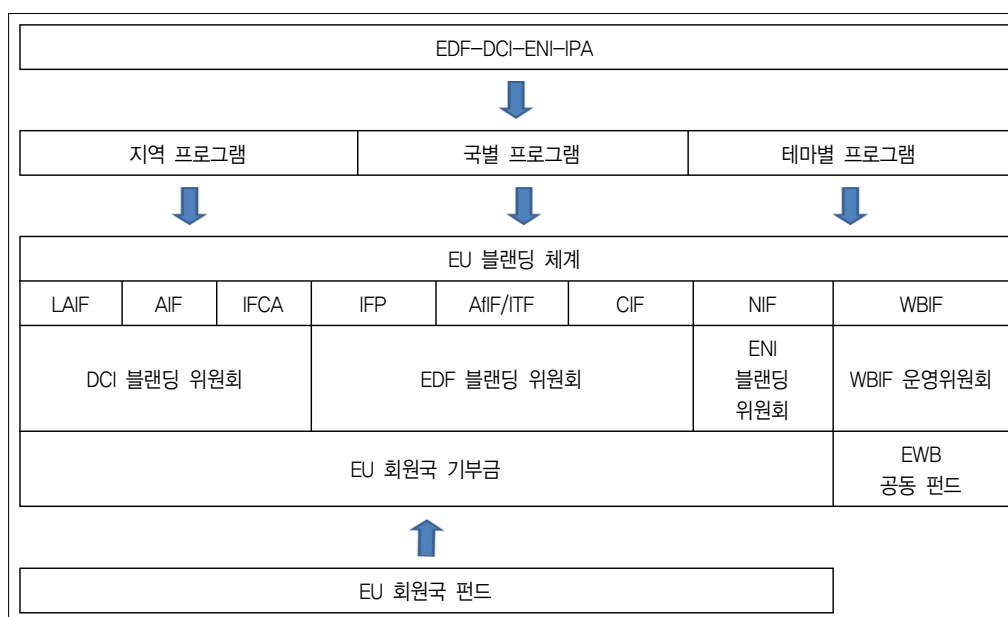 EDF-DCI-ENI-IPA
지역 프로그램
국별 프로그램
테마별 프로그램
EU 블랜딩 체계
LAIF
AIF
IFCA
IFP
AfIF/ITF
CIF
NIF
WBIF
DCI 블랜딩 위원회
EDF 블랜딩 위원회
ENI
블랜딩
위원회
WBIF 운영위원회
EU 회원국 기부금
EWB
공동 펀드
EU 회원국 펀드